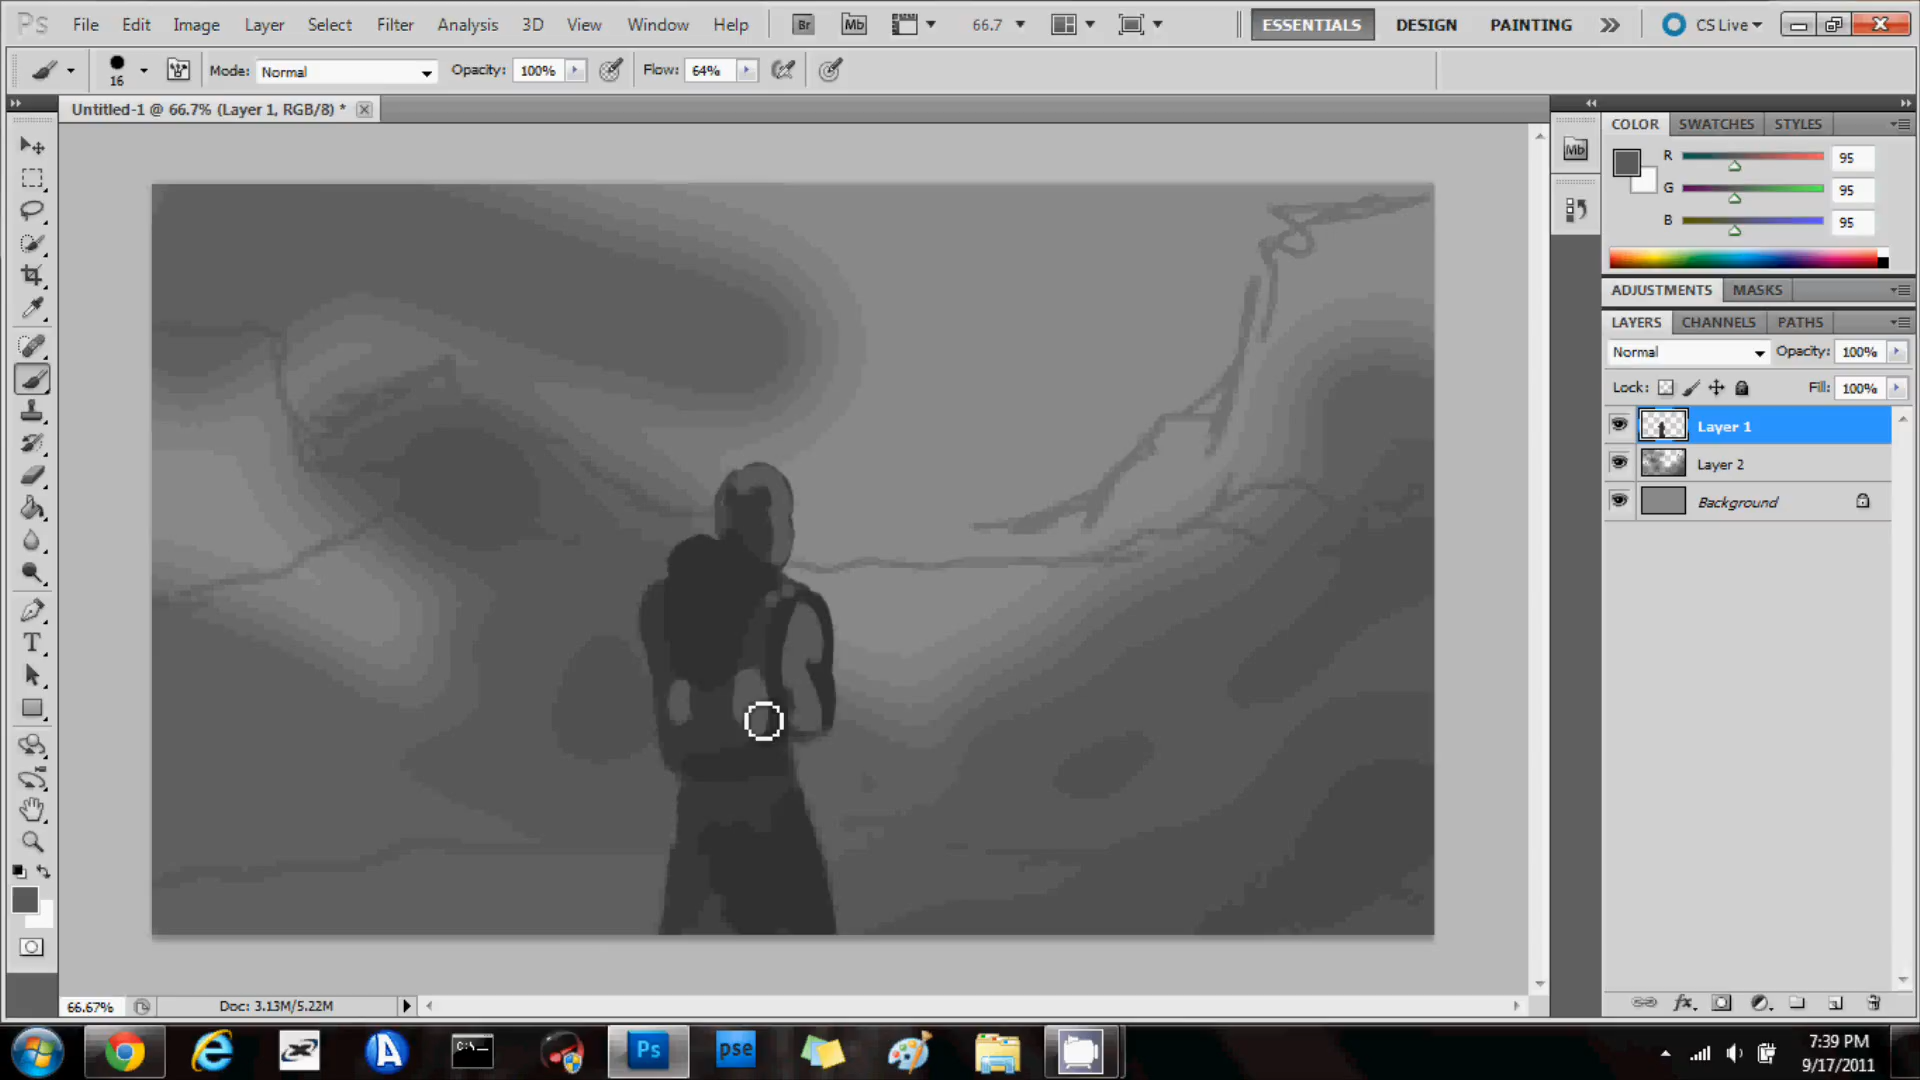 Ps File Edit Image Layer Select Filter Analysis 3D View Window Help Br Mb 66.7 ESSENTIALS DESIGN PAINTING CS Live
16 Mode: Normal Opacity: 100% Flow: 64%
Untitled-1 @ 66.7% (Layer 1, RGB/8) *
COLOR SWATCHES STYLES
Mb
R 95
G 95
B 95
ADJUSTMENTS MASKS
LAYERS CHANNELS PATHS
Normal Opacity: 100%
Lock: Fill: 100%
Layer 1
Layer 2
Background
T
fx
66.67% Doc: 3.13M/5.22M
C:\_ Ps pse
7:39 PM
9/17/2011